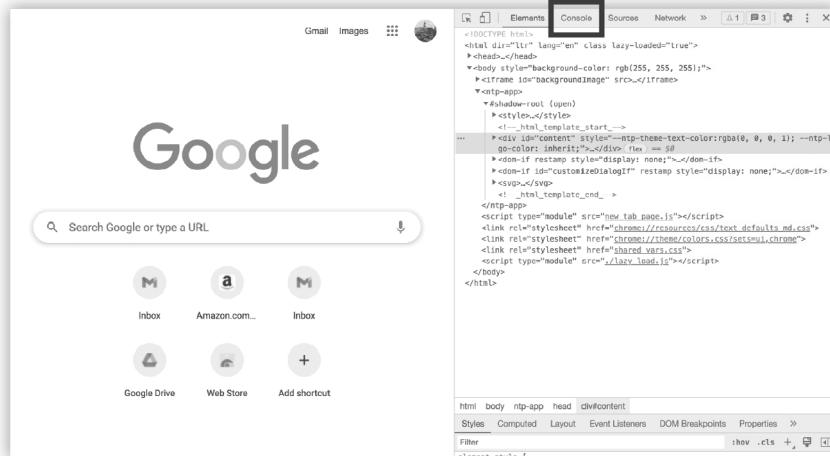 Gmail Images
Google
Search Google or type a URL
Inbox
Amazon.com...
Inbox
Google Drive
Web Store
Add shortcut
Elements Console Sources Network » 1 3
<!DOCTYPE html>
<html dir="ltr" lang="en" class lazy-loaded="true">
<head>…</head>
<body style="background-color: rgb(255, 255, 255);">
<iframe id="backgroundImage" src>…</iframe>
<ntp-app>
#shadow-root (open)
<style>…</style>
<!--_html_template_start_-->
<div id="content" style="--ntp-theme-text-color:rgba(0, 0, 0, 1); --ntp-l
go-color: inherit;">…</div> flex == $0
<dom-if restamp style="display: none;">…</dom-if>
<dom-if id="customizeDialogIf" restamp style="display: none;">…</dom-if>
<svg>…</svg>
<!--_html_template_end_-->
</ntp-app>
<script type="module" src="new_tab_page.js"></script>
<link rel="stylesheet" href="chrome://resources/css/text_defaults_md.css">
<link rel="stylesheet" href="chrome://theme/colors.css?sets=ui,chrome">
<link rel="stylesheet" href="shared_vars.css">
<script type="module" src="./lazy_load.js"></script>
</body>
</html>
html body ntp-app head div#content
Styles Computed Layout Event Listeners DOM Breakpoints Properties »
Filter :hov .cls +
element.style {